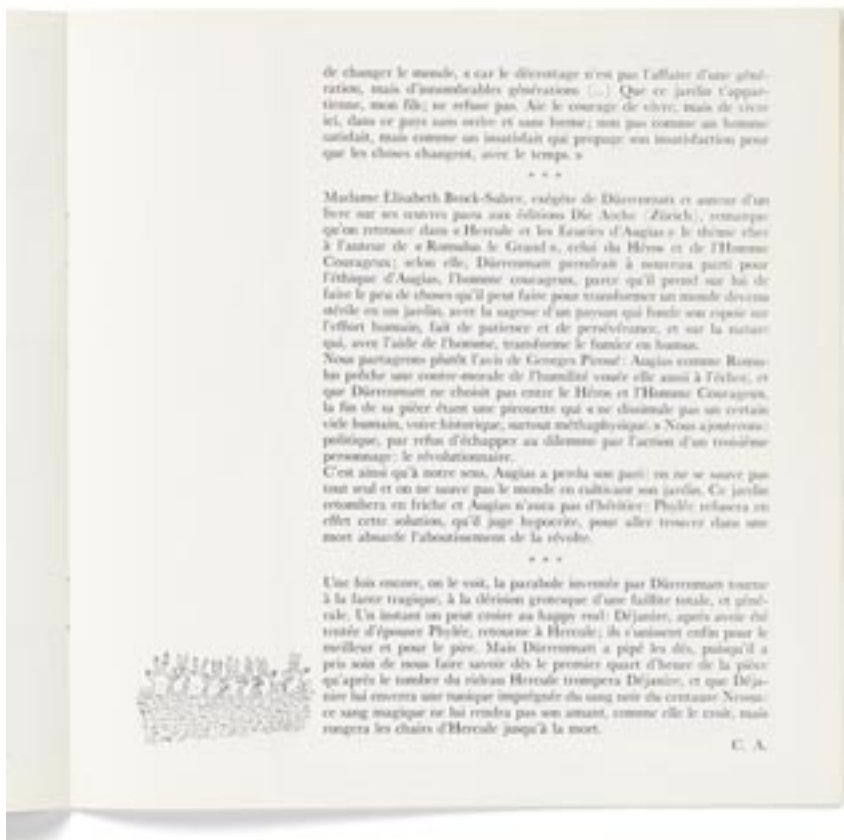 de changer le monde, « car le décrottage n'est pas l'affaire d'une géné-
ration, mais d'innombrables générations (...) Que ce jardin t'appar-
tienne, mon fils; ne refuse pas. Aie le courage de vivre, mais de vivre
ici, dans ce pays sans ordre et sans forme; non pas comme un homme
satisfait, mais comme un insatisfait qui propage son insatisfaction pour
que les choses changent, avec le temps. »
* * *
Madame Elisabeth Brock-Sulzer, exégète de Dürrenmatt et auteur d'un
livre sur ses œuvres paru aux éditions Die Arche (Zürich), remarque
qu'on retrouve dans « Hercule et les Ecuries d'Augias » le thème cher
à l'auteur de « Romulus le Grand », celui du Héros et de l'Homme
Courageux; selon elle, Dürrenmatt prendrait à nouveau parti pour
l'éthique d'Augias, l'homme courageux, parce qu'il prend sur lui de
faire le peu de choses qu'il peut faire pour transformer un monde devenu
stérile en un jardin, avec la sagesse d'un paysan qui fonde son espoir sur
l'effort humain, fait de patience et de persévérance, et sur la nature
qui, avec l'aide de l'homme, transforme le fumier en humus.
Nous partageons plutôt l'avis de Georges Piroué: Augias comme Romu-
lus prêche une contre-morale de l'humilité vouée elle aussi à l'échec, et
que Dürrenmatt ne choisit pas entre le Héros et l'Homme Courageux,
la fin de sa pièce étant une pirouette qui « ne dissimule pas un certain
vide humain, voire historique, surtout méthaphysique. » Nous ajouterons:
politique, par refus d'échapper au dilemme par l'action d'un troisième
personnage: le révolutionnaire.
C'est ainsi qu'à notre sens, Augias a perdu son pari: on ne se sauve pas
tout seul et on ne sauve pas le monde en cultivant son jardin. Ce jardin
retombera en friche et Augias n'aura pas d'héritier: Phylée refusera en
effet cette solution, qu'il juge hypocrite, pour aller trouver dans une
mort absurde l'aboutissement de la révolte.
* * *
Une fois encore, on le voit, la parabole inventée par Dürrenmatt tourne
à la farce tragique, à la dérision grotesque d'une faillite totale, et géné-
rale. Un instant on peut croire au happy end: Déjanire, après avoir été
tentée d'épouser Phylée, retourne à Hercule; ils s'unissent enfin pour le
meilleur et pour le pire. Mais Dürrenmatt a pipé les dés, puisqu'il a
pris soin de nous faire savoir dès le premier quart d'heure de la pièce
qu'après le tomber du rideau Hercule trompera Déjanire, et que Déja-
nire lui enverra une tunique imprégnée du sang noir du centaure Nessus:
ce sang magique ne lui rendra pas son amant, comme elle le croit, mais
rongera les chairs d'Hercule jusqu'à la mort.
C. A.